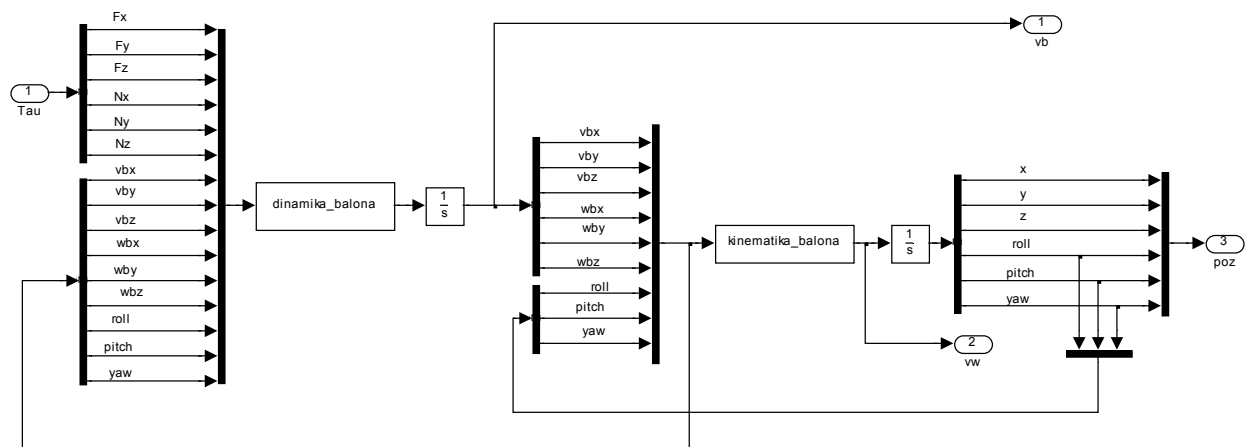 Fx
Fy
Fz
Nx
Ny
Nz
1
Tau
vbx
vby
vbz
wbx
wby
wbz
roll
pitch
yaw
dinamika_balona
1
s
1
vb
vbx
vby
vbz
wbx
wby
wbz
roll
pitch
yaw
kinematika_balona
1
s
2
vw
x
y
z
roll
pitch
yaw
3
poz